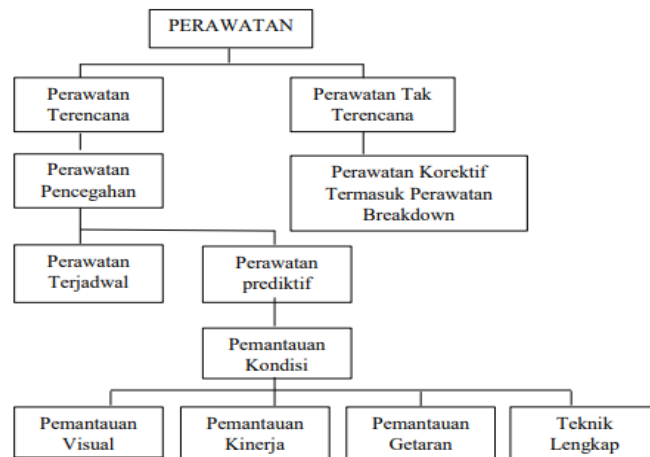 PERAWATAN
Perawatan
Terencana
Perawatan Tak
Terencana
Perawatan
Pencegahan
Perawatan Korektif
Termasuk Perawatan
Breakdown
Perawatan
Terjadwal
Perawatan
prediktif
Pemantauan
Kondisi
Pemantauan
Visual
Pemantauan
Kinerja
Pemantauan
Getaran
Teknik
Lengkap